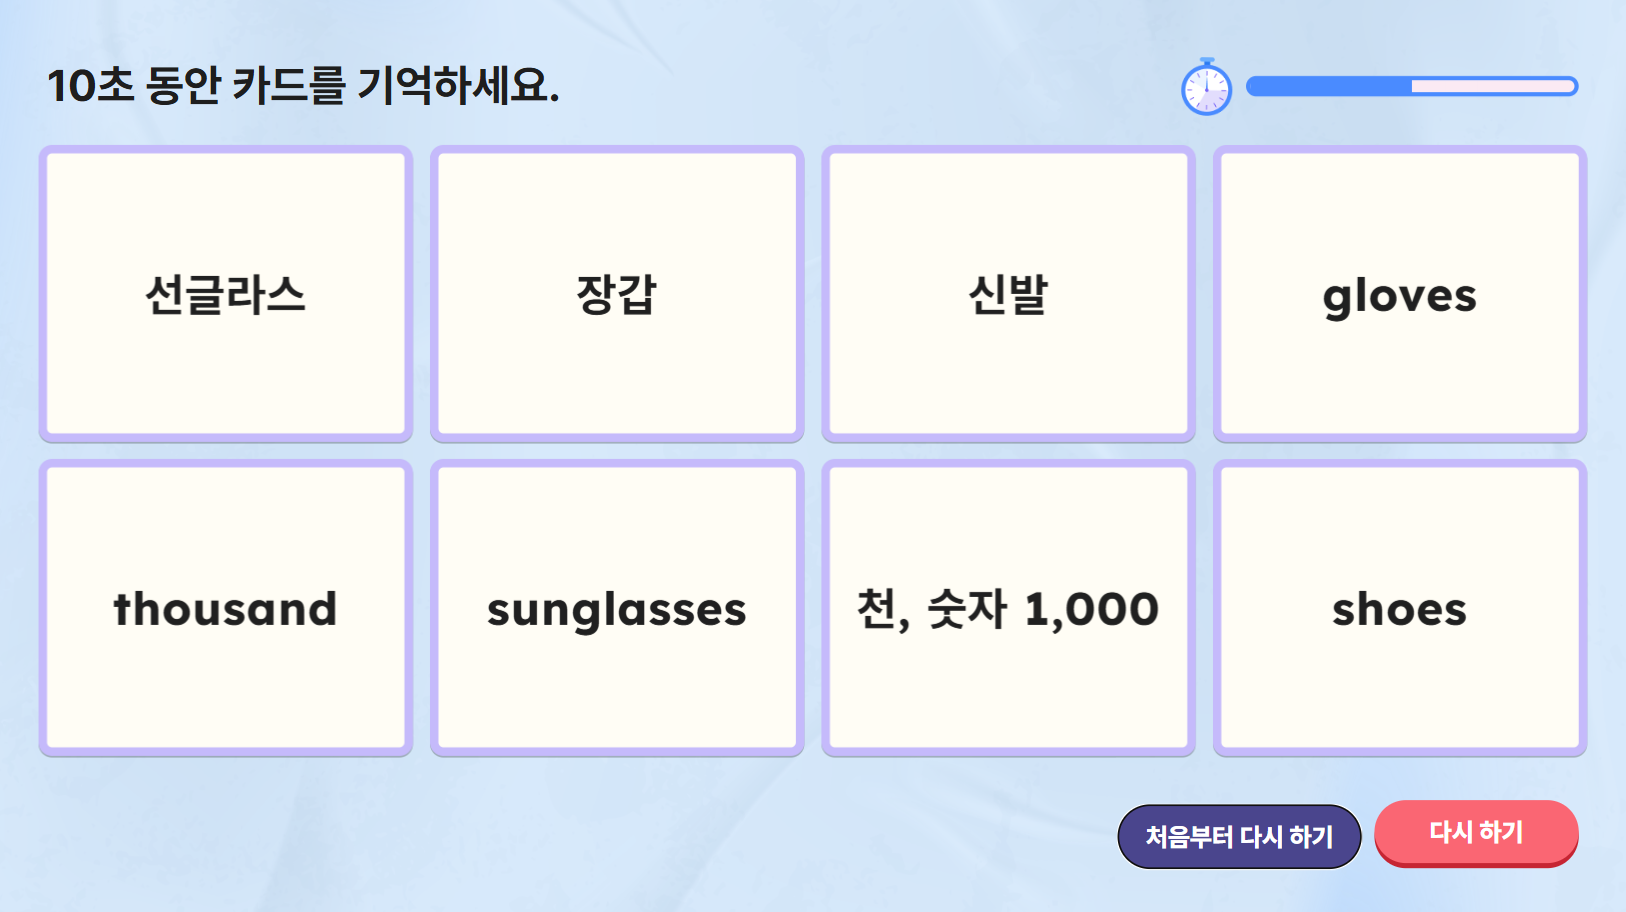 10초 동안 카드를 기억하세요.
선글라스
장갑
신발
gloves
thousand
sunglasses
천, 숫자 1,000
shoes
처음부터 다시 하기
다시 하기